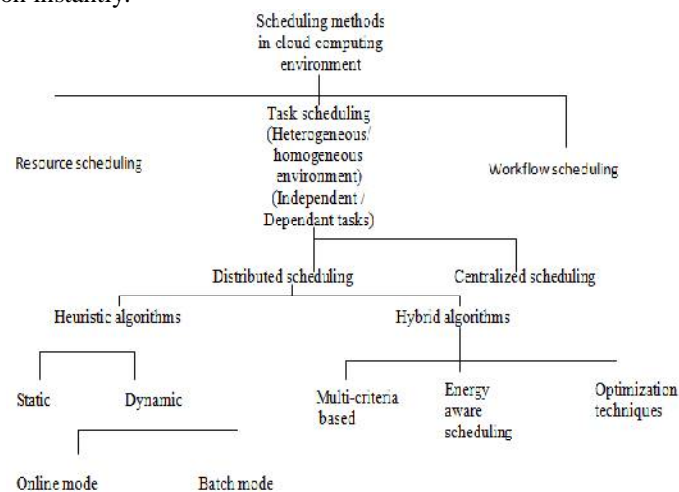 on instantly.
Scheduling methods
in cloud computing
environment
Task scheduling
(Heterogeneous/
homogeneous
environment)
(Independent /
Dependant tasks)
Resource scheduling
Workflow scheduling
Distributed scheduling
Centralized scheduling
Heuristic algorithms
Hybrid algorithms
Static
Dynamic
Multi-criteria
based
Energy
aware
scheduling
Optimization
techniques
Online mode
Batch mode